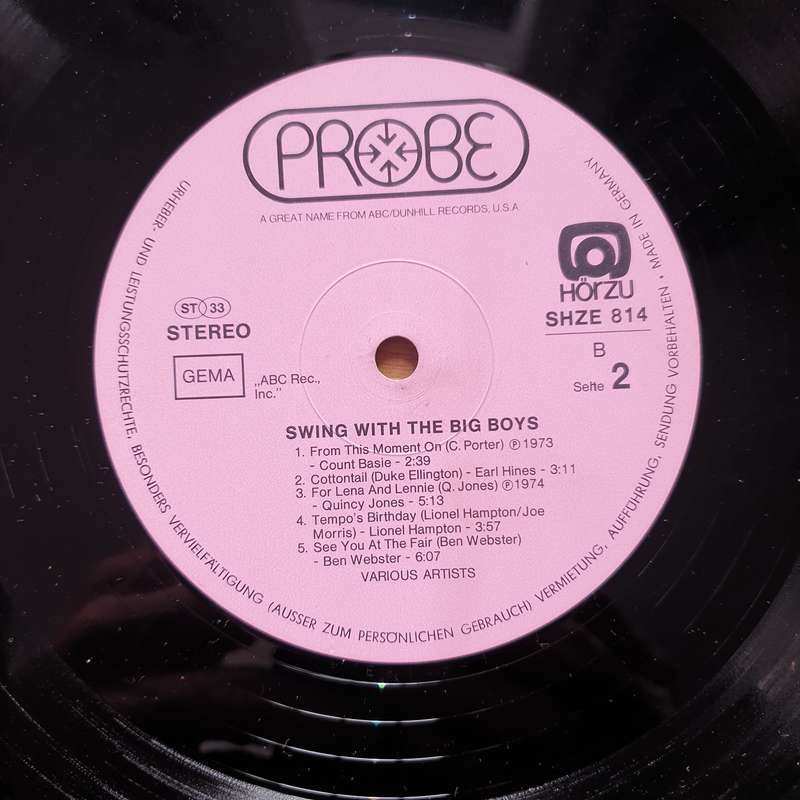 PROBE
A GREAT NAME FROM ABC/DUNHILL RECORDS, U.S.A.
URHEBER- UND LEISTUNGSSCHUTZRECHTE, BESONDERS VERVIELFÄLTIGUNG (AUSSER ZUM PERSÖNLICHEN GEBRAUCH) VERMIETUNG, AUFFÜHRUNG, SENDUNG VORBEHALTEN • MADE IN GERMANY
HÖRZU
SHZE 814
ST 33
STEREO
GEMA
„ABC Rec.,
Inc."
B
Seite 2
SWING WITH THE BIG BOYS
1. From This Moment On (C. Porter) ℗ 1973
- Count Basie - 2:39
2. Cottontail (Duke Ellington) - Earl Hines - 3:11
3. For Lena And Lennie (Q. Jones) ℗ 1974
- Quincy Jones - 5:13
4. Tempo's Birthday (Lionel Hampton/Joe
Morris) - Lionel Hampton - 3:57
5. See You At The Fair (Ben Webster)
- Ben Webster - 6:07
VARIOUS ARTISTS